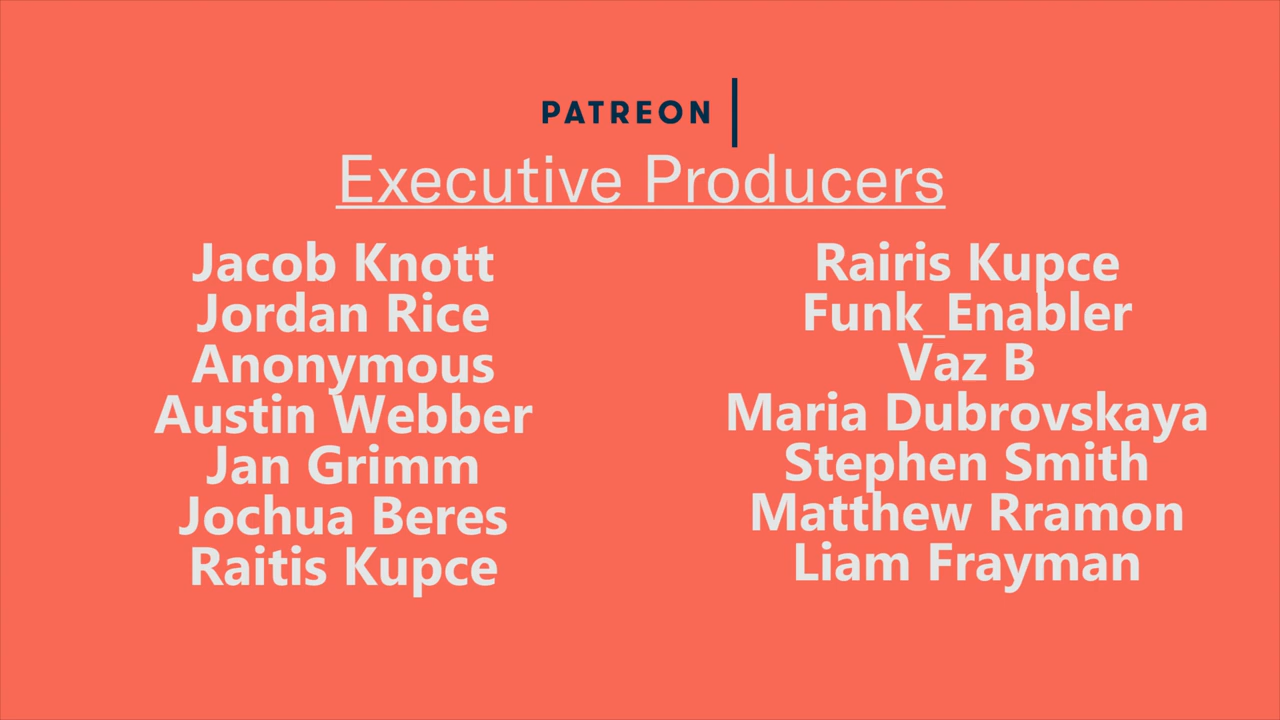 PATREON
Executive Producers
Jacob Knott
Jordan Rice
Anonymous
Austin Webber
Jan Grimm
Jochua Beres
Raitis Kupce
Rairis Kupce
Funk_Enabler
Vaz B
Maria Dubrovskaya
Stephen Smith
Matthew Rramon
Liam Frayman